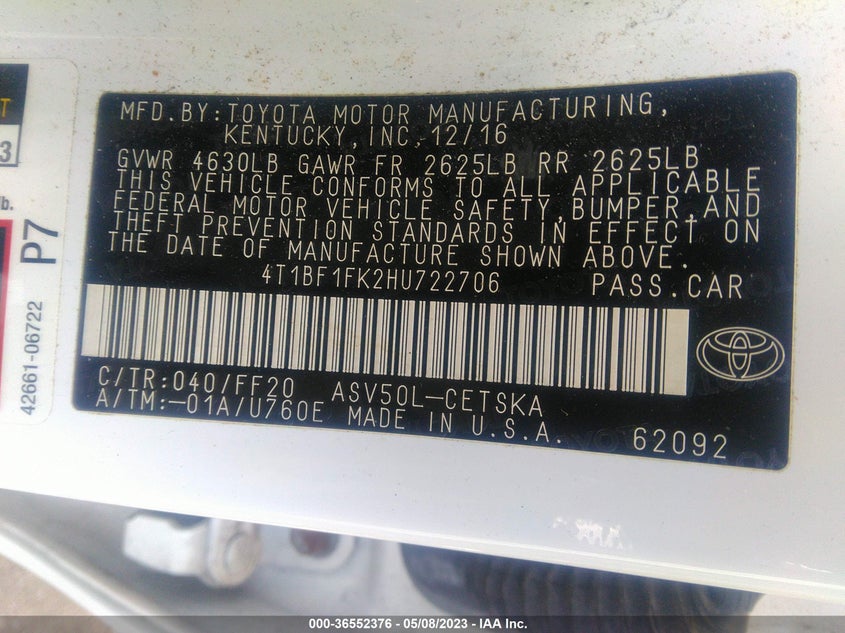 MFD.BY:TOYOTA MOTOR MANUFACTURING,
KENTUCKY,INC.12/16
GVWR 4630LB GAWR FR 2625LB RR 2625LB
THIS VEHICLE CONFORMS TO ALL APPLICABLE
FEDERAL MOTOR VEHICLE SAFETY,BUMPER,AND
THEFT PREVENTION STANDARDS IN EFFECT ON
THE DATE OF MANUFACTURE SHOWN ABOVE.
4T1BF1FK2HU722706 PASS.CAR
C/TR:040/FF20 ASV50L-CETSKA
A/TM:-01A/U760E MADE IN U.S.A. 62092
3
lb.
P7
42661-06722
000-36552376 - 05/08/2023 - IAA Inc.